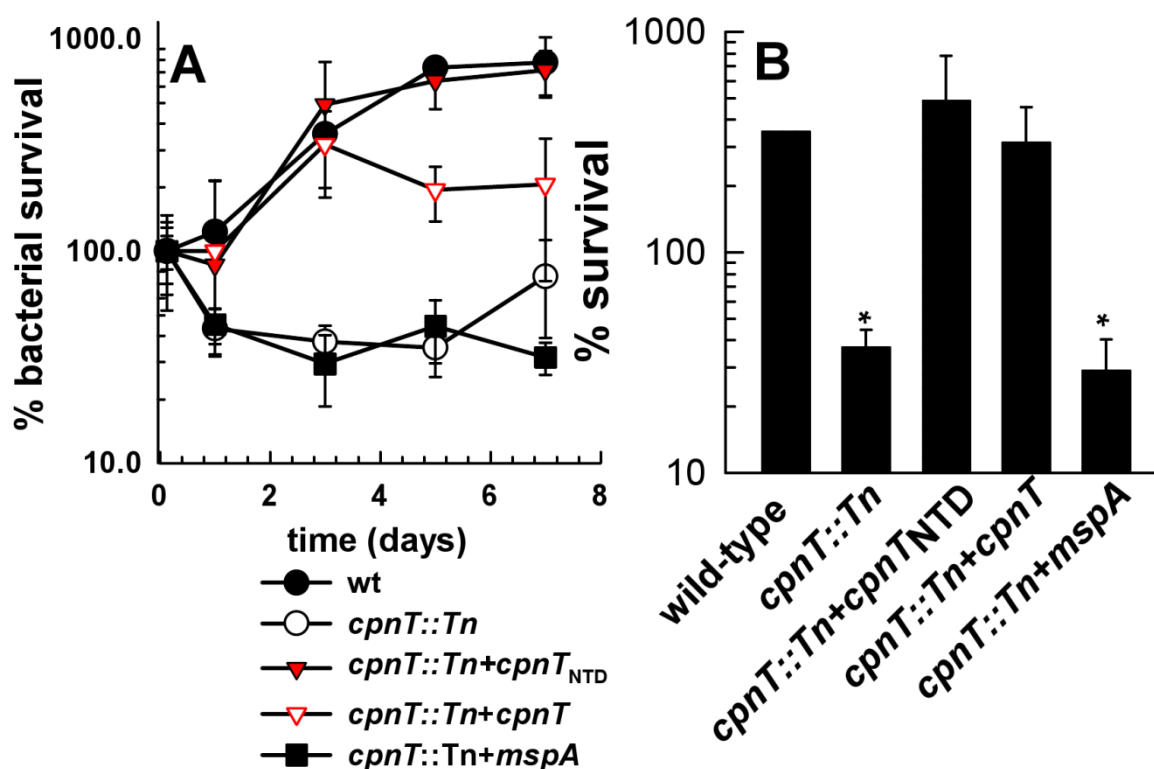 A
% bacterial survival
1000.0
100.0
10.0
0 2 4 6 8
time (days)
wt
cpnT::Tn
cpnT::Tn+cpnTNTD
cpnT::Tn+cpnT
cpnT::Tn+mspA
B
% survival
1000
100
10
* *
wild-type
cpnT::Tn
cpnT::Tn+cpnTNTD
cpnT::Tn+cpnT
cpnT::Tn+mspA